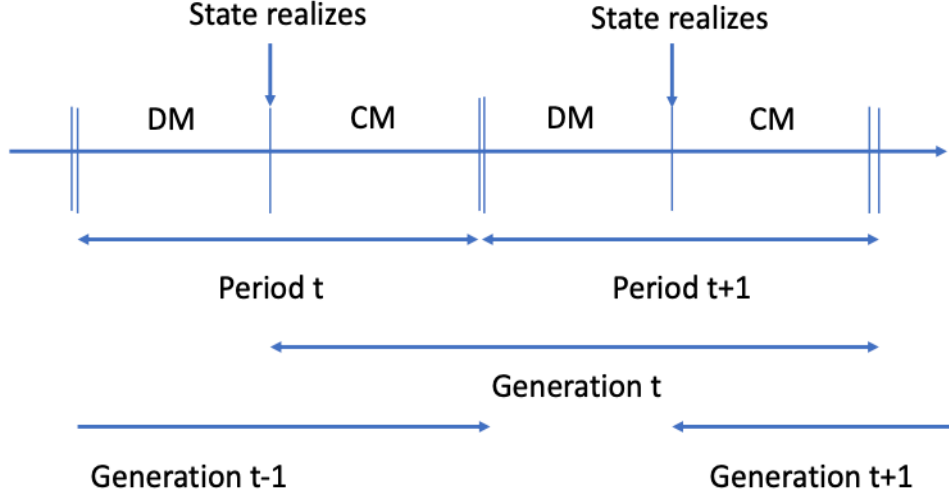 State realizes
State realizes
DM
CM
DM
CM
Period t
Period t+1
Generation t
Generation t-1
Generation t+1